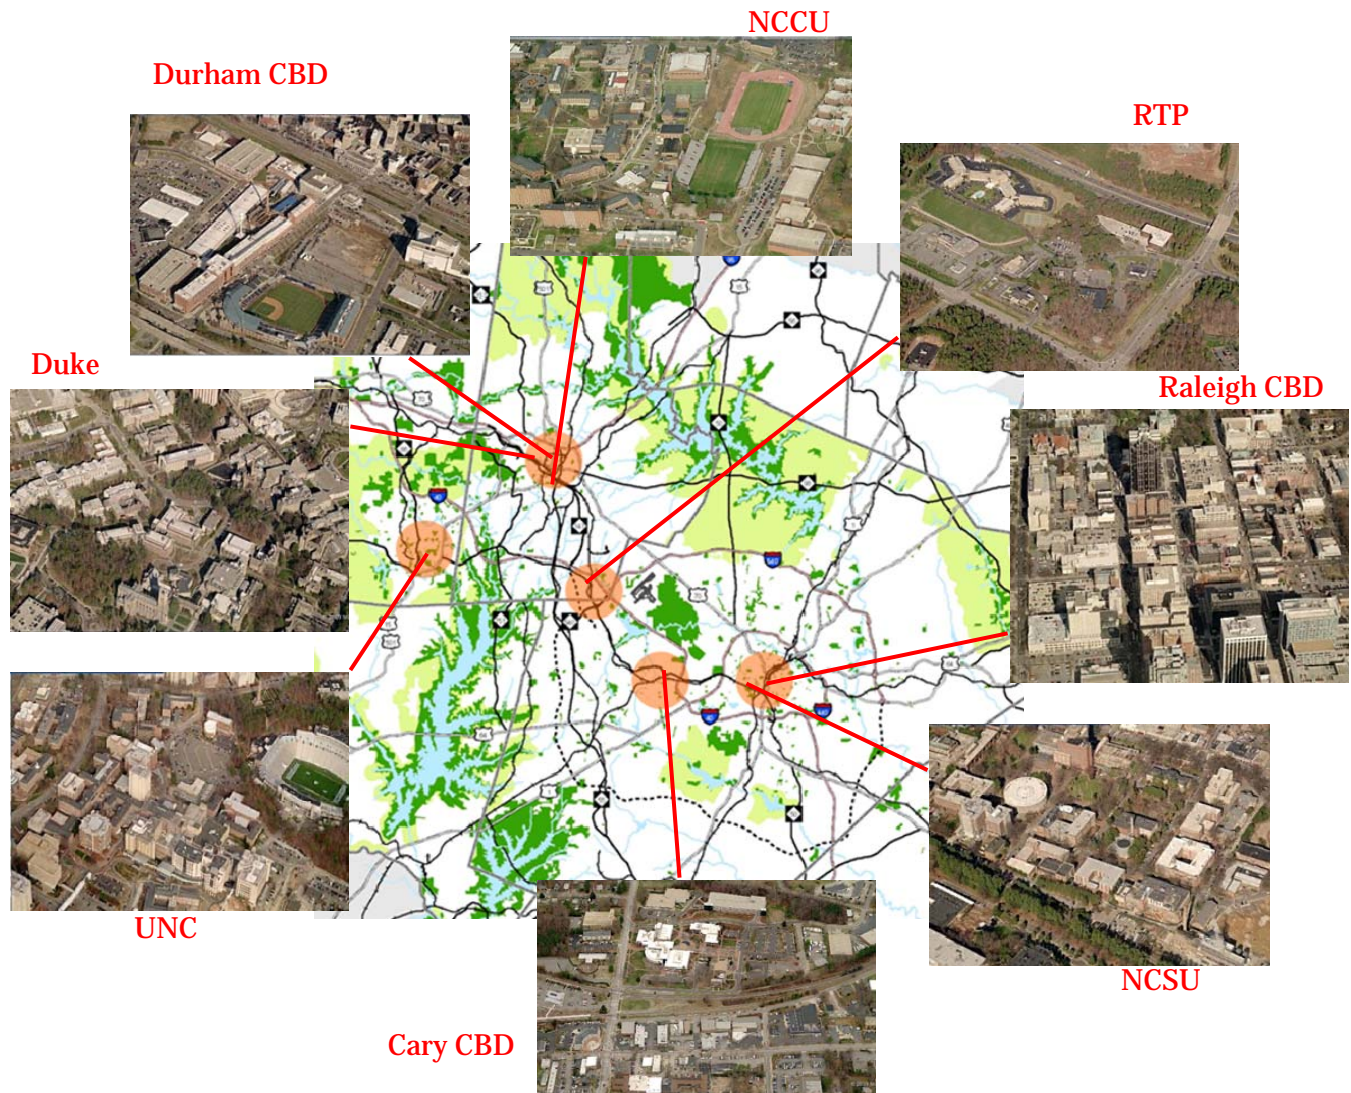 NCCU
Durham CBD
RTP
Duke
Raleigh CBD
UNC
NCSU
Cary CBD